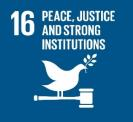 16 PEACE, JUSTICE
AND STRONG
INSTITUTIONS